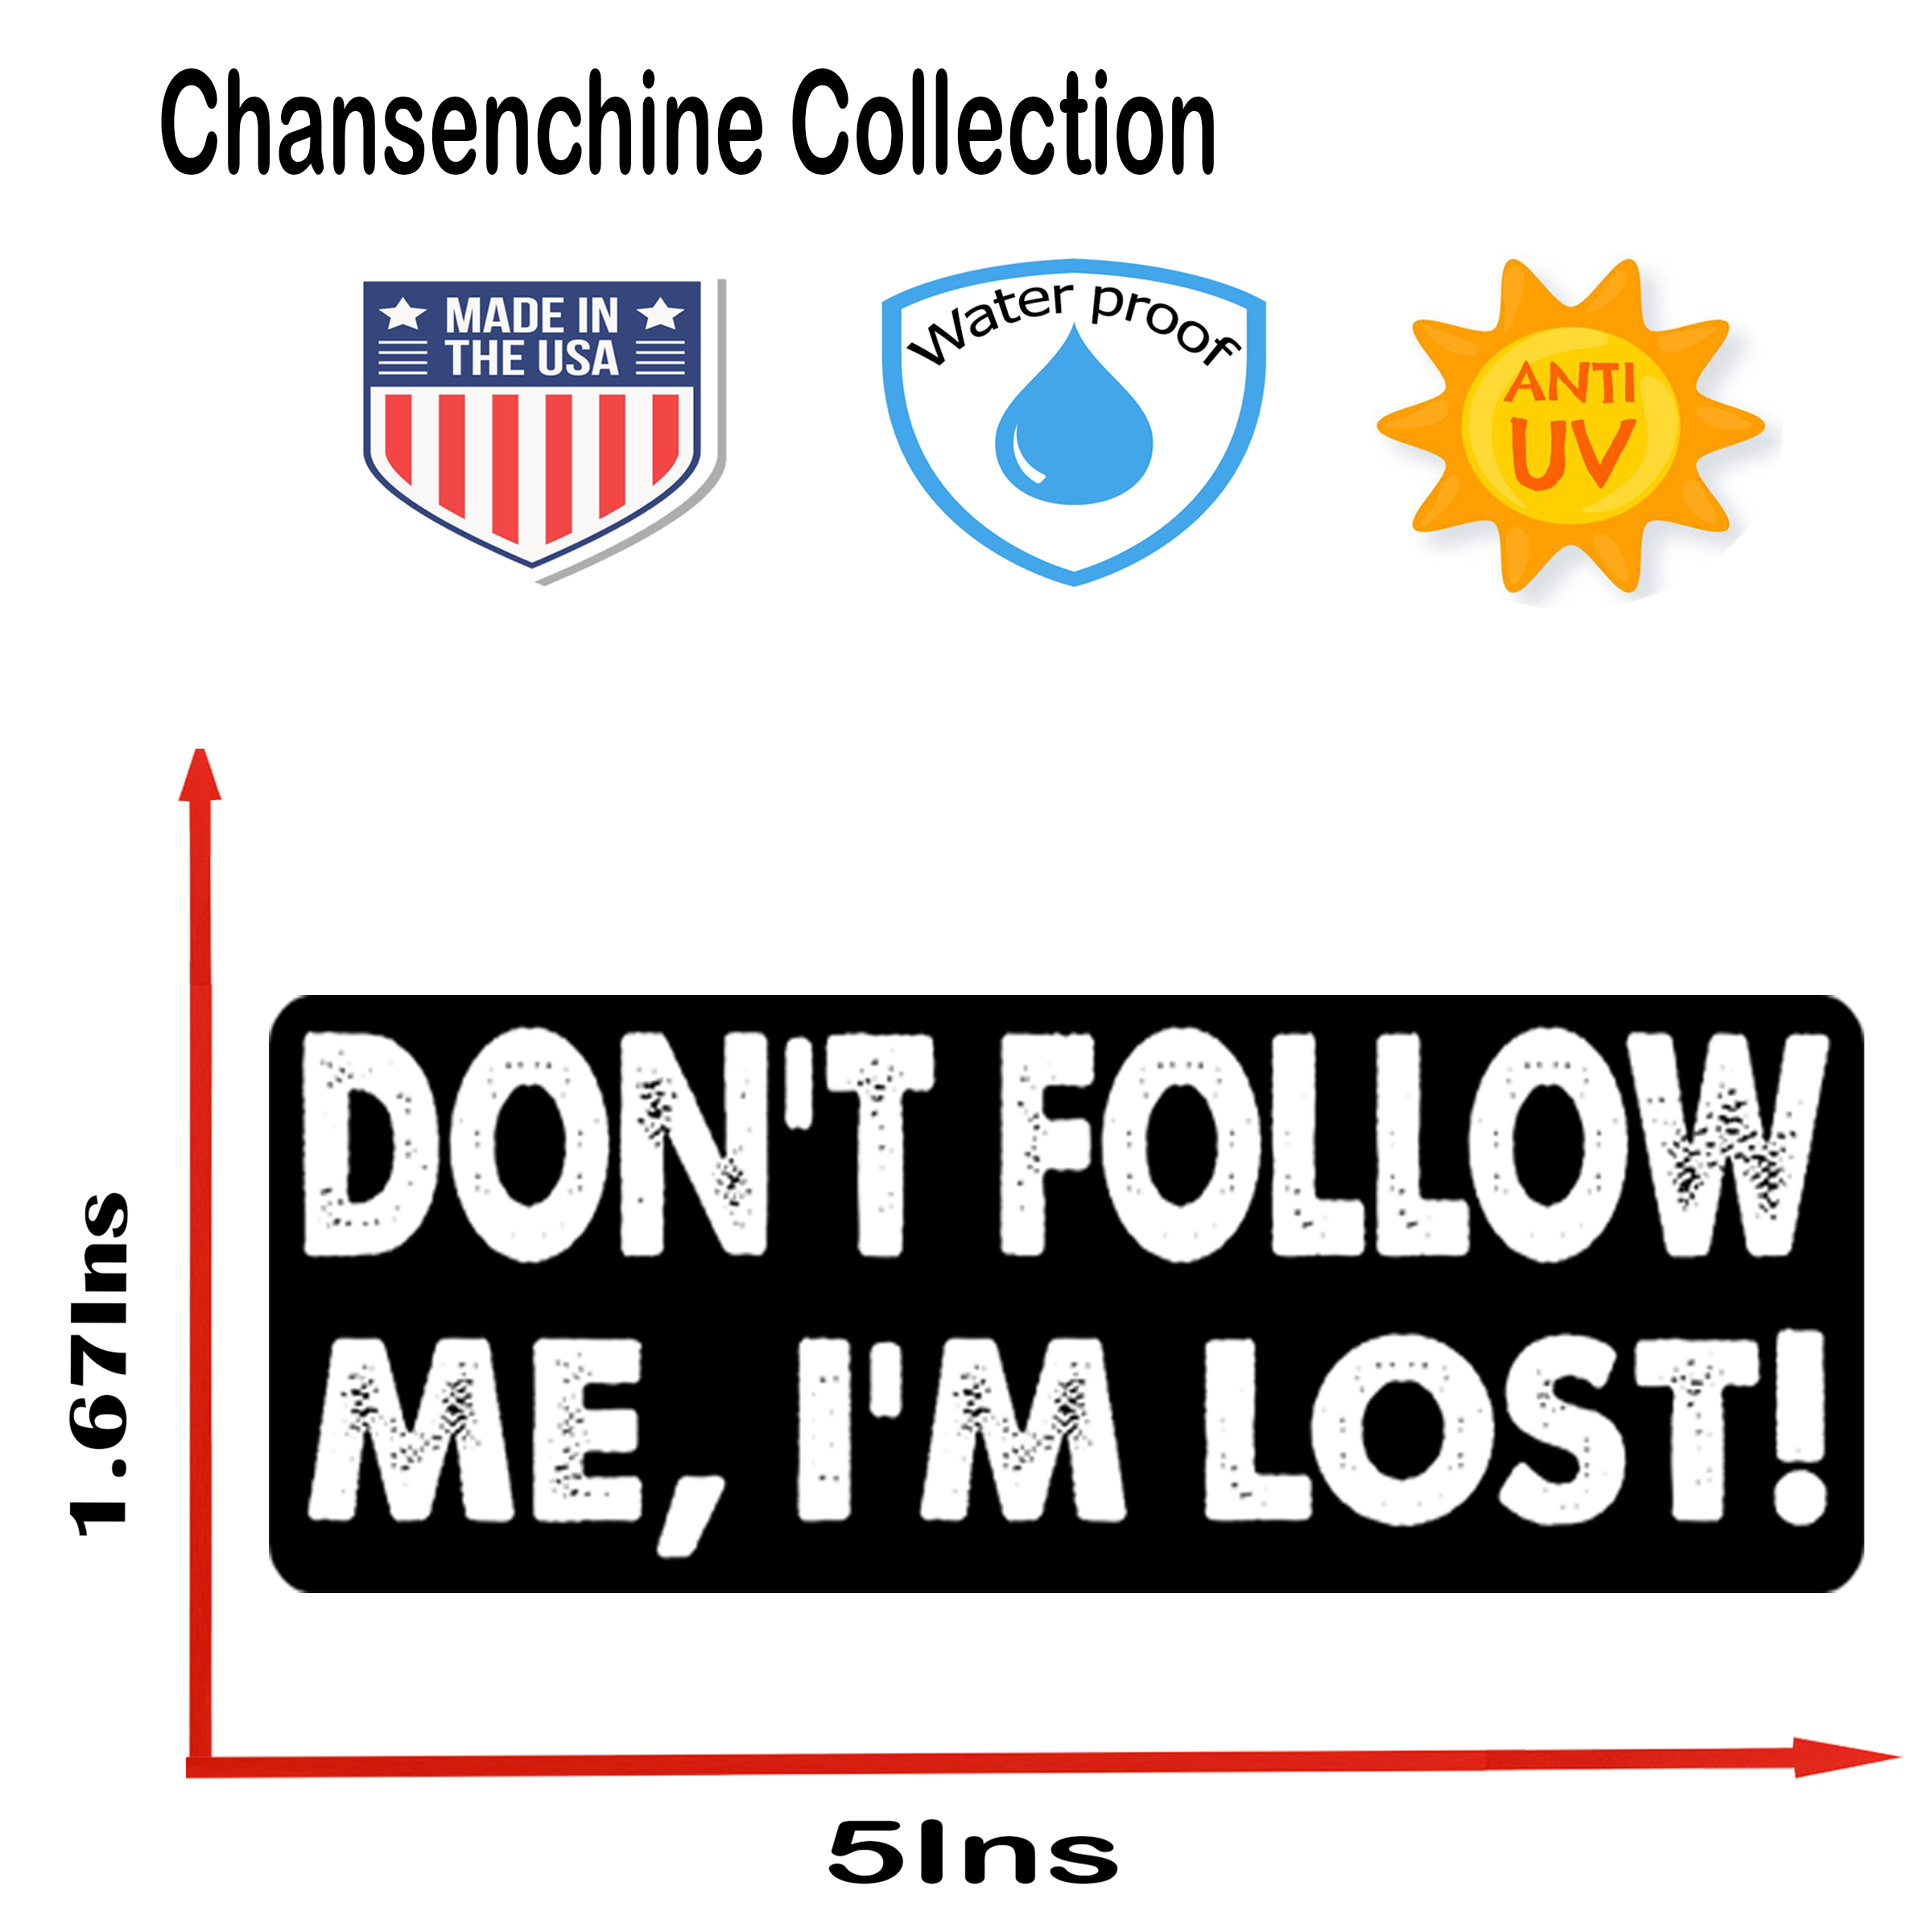 Chansenchine Collection
MADE IN
THE USA
Water proof
ANTI
UV
DON'T FOLLOW
ME, I'M LOST!
1.67Ins
5Ins